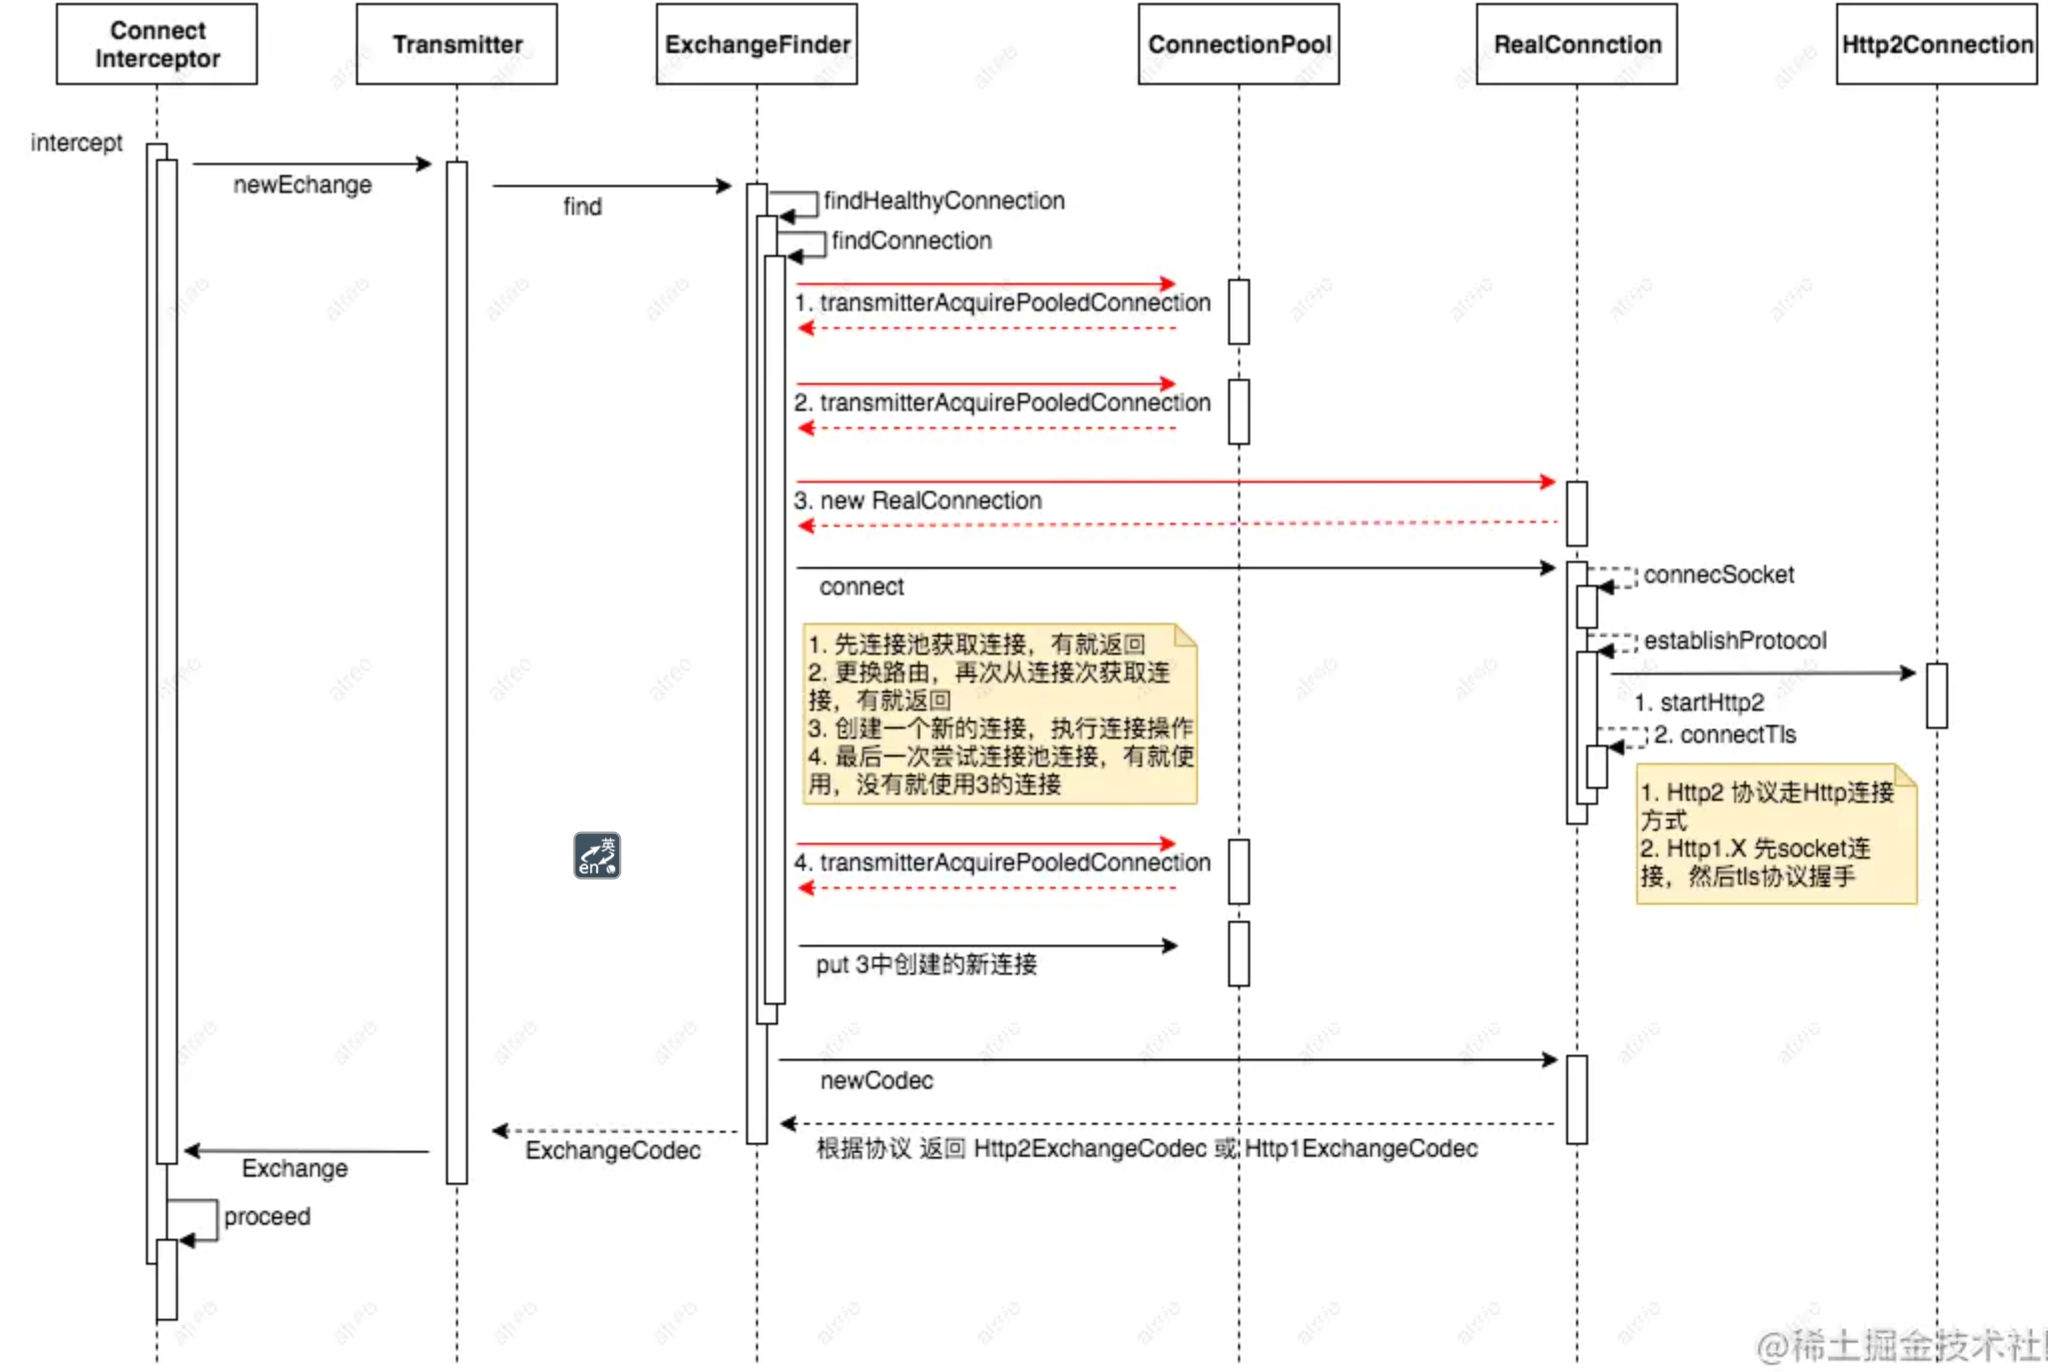 Connect
Interceptor
Transmitter
ExchangeFinder
ConnectionPool
RealConnction
Http2Connection
intercept
newEchange
find
findHealthyConnection
findConnection
1. transmitterAcquirePooledConnection
2. transmitterAcquirePooledConnection
3. new RealConnection
connect
connecSocket
establishProtocol
1. startHttp2
2. connectTls
1. 先连接池获取连接，有就返回
2. 更换路由，再次从连接次获取连
接，有就返回
3. 创建一个新的连接，执行连接操作
4. 最后一次尝试连接池连接，有就使
用，没有就使用3的连接
1. Http2 协议走Http连接
方式
2. Http1.X 先socket连
接，然后tls协议握手
英
en
4. transmitterAcquirePooledConnection
put 3中创建的新连接
newCodec
根据协议 返回 Http2ExchangeCodec 或 Http1ExchangeCodec
ExchangeCodec
Exchange
proceed
@稀土掘金技术社